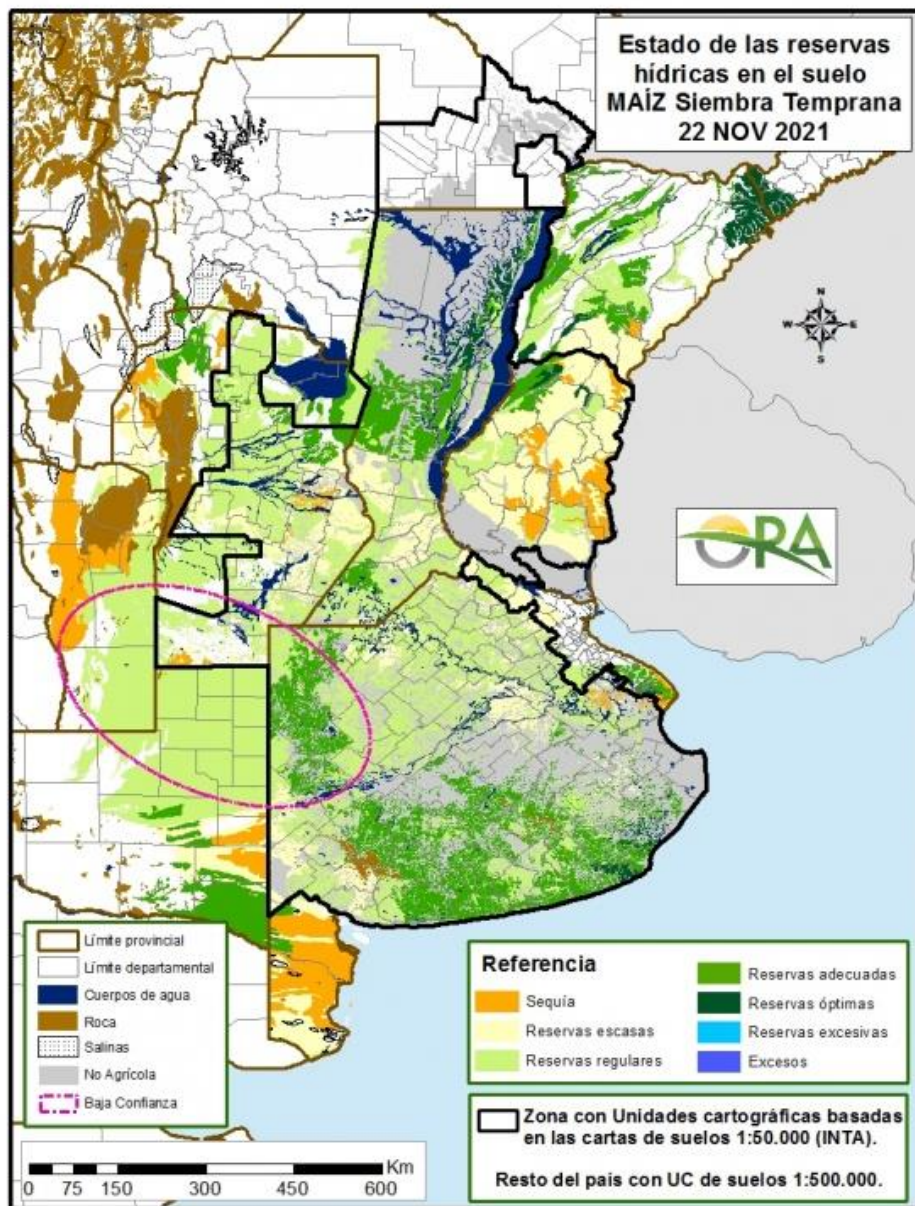 Estado de las reservas
hídricas en el suelo
MAÍZ Siembra Temprana
22 NOV 2021
N
W E
S
ORA
Límite provincial
Límite departamental
Cuerpos de agua
Roca
Salinas
No Agrícola
Baja Confianza
Referencia
Sequía
Reservas escasas
Reservas regulares
Reservas adecuadas
Reservas óptimas
Reservas excesivas
Excesos
Zona con Unidades cartográficas basadas
en las cartas de suelos 1:50.000 (INTA).
Resto del país con UC de suelos 1:500.000.
Km
0 75 150 300 450 600